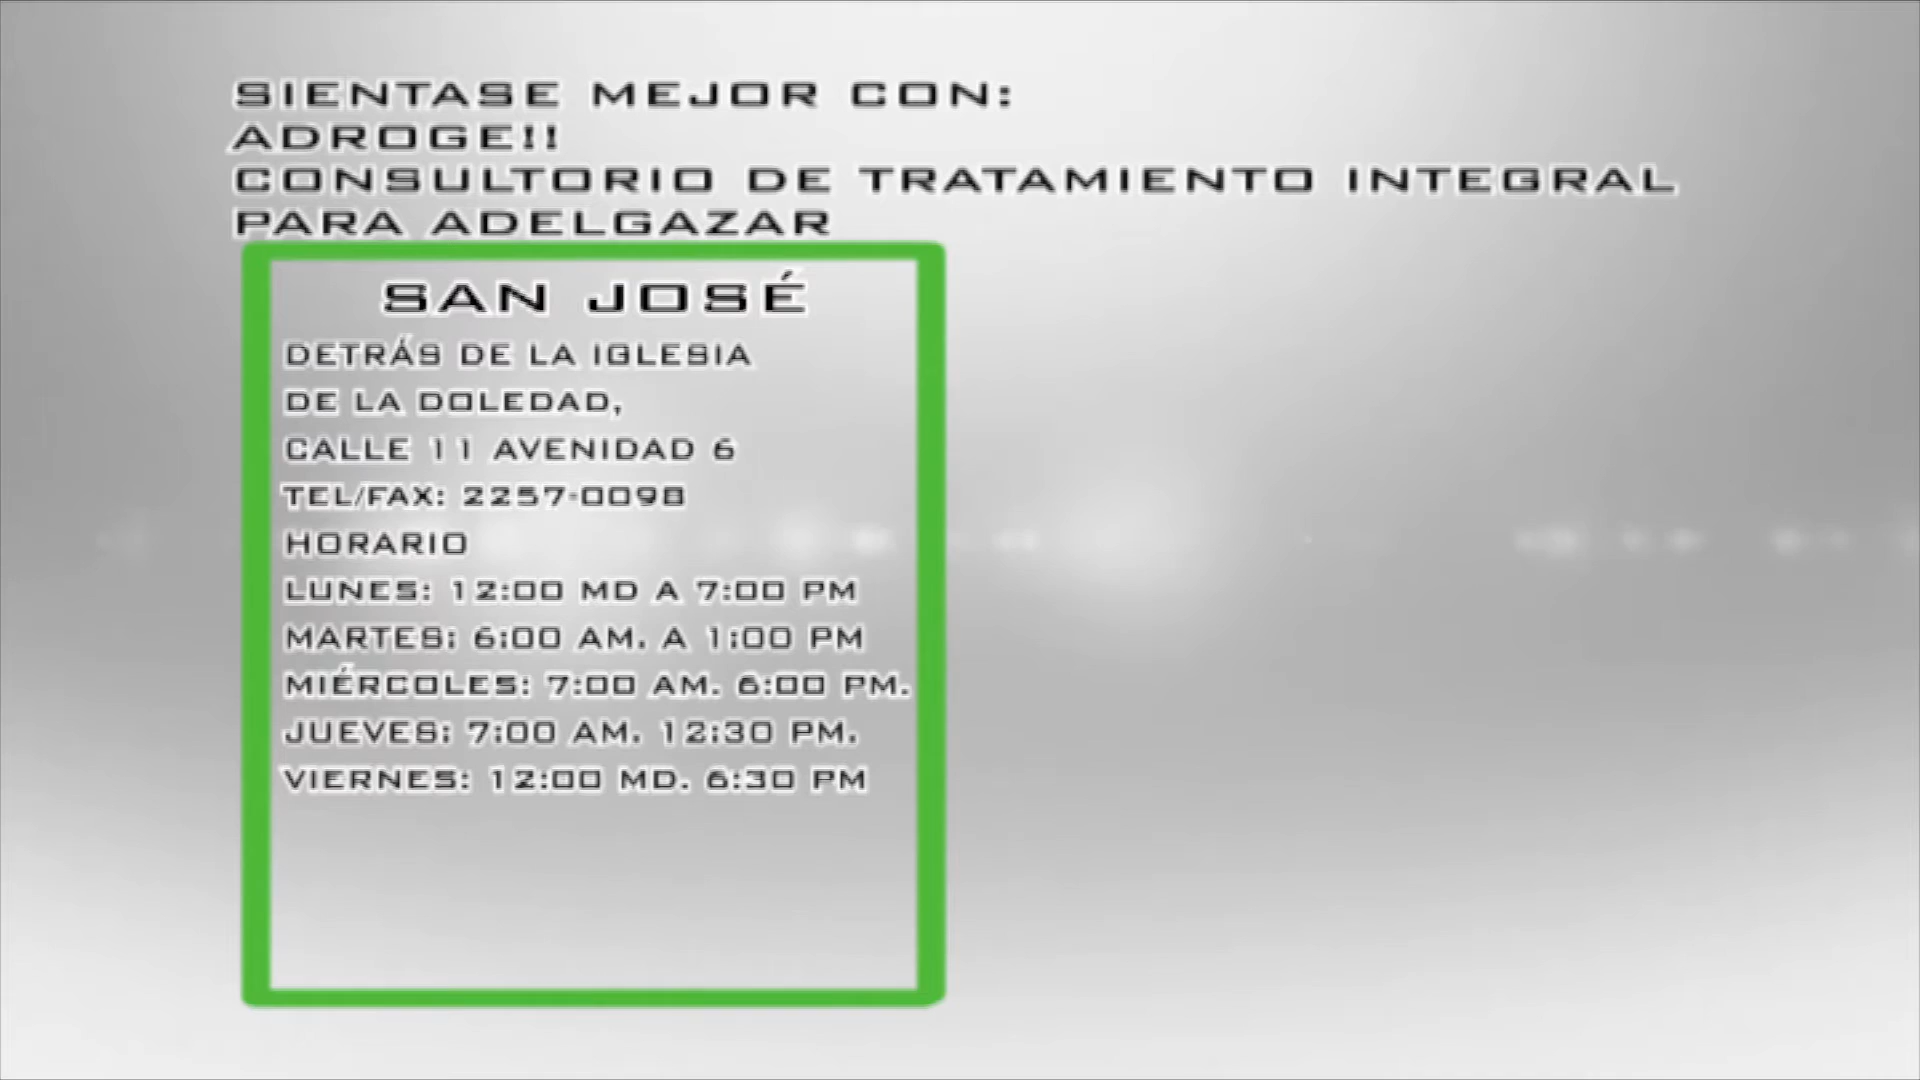 SIENTASE MEJOR CON:
ADROGE!!
CONSULTORIO DE TRATAMIENTO INTEGRAL
PARA ADELGAZAR
SAN JOSÉ
DETRÁS DE LA IGLESIA
DE LA DOLEDAD,
CALLE 11 AVENIDAD 6
TEL/FAX: 2257-0098
HORARIO
LUNES: 12:00 MD A 7:00 PM
MARTES: 6:00 AM. A 1:00 PM
MIÉRCOLES: 7:00 AM. 6:00 PM.
JUEVES: 7:00 AM. 12:30 PM.
VIERNES: 12:00 MD. 6:30 PM